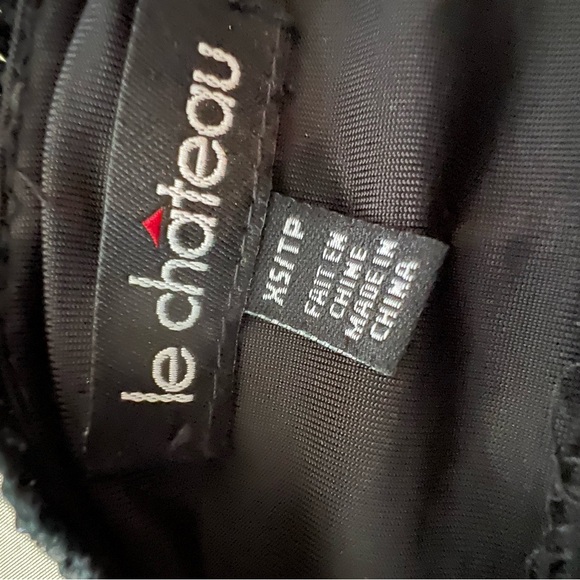 le château
XS/TP
FAIT EN
CHINE
MADE IN
CHINA